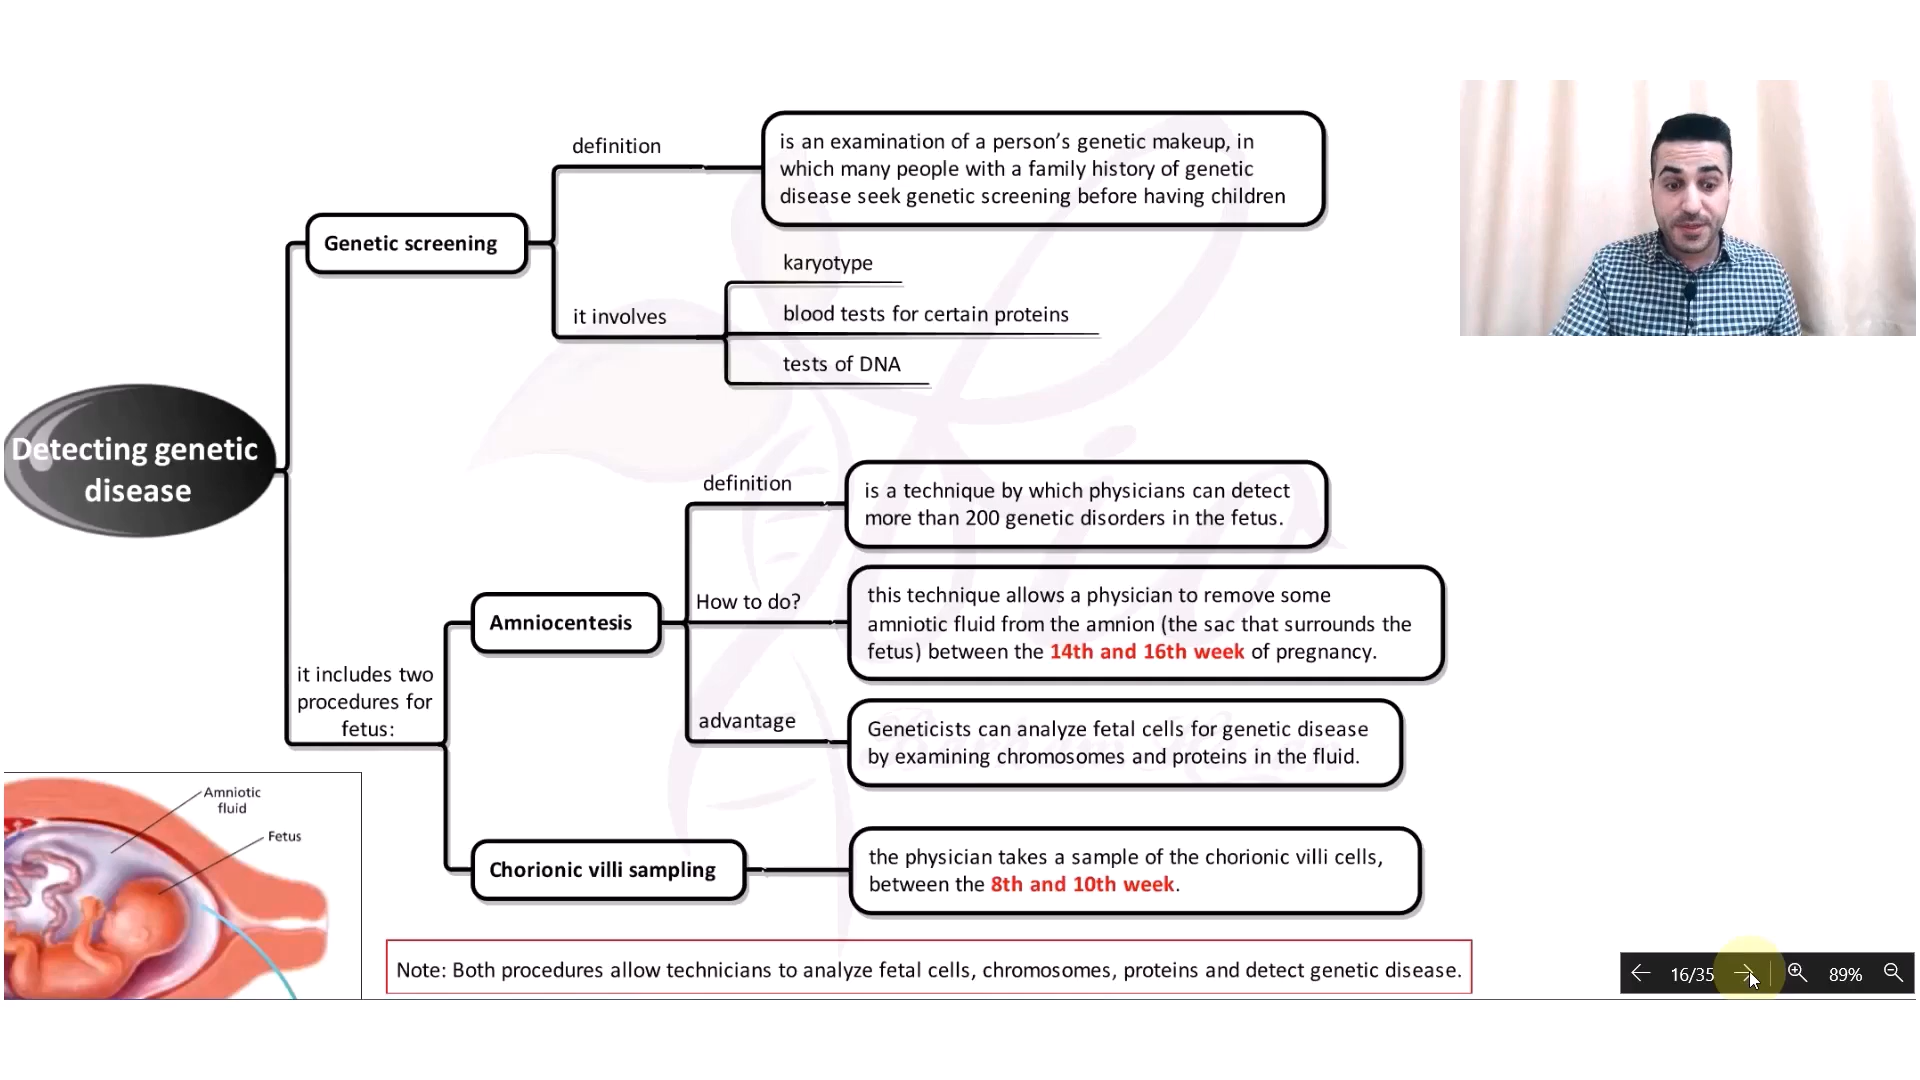 Detecting genetic
disease
Genetic screening
definition
is an examination of a person's genetic makeup, in
which many people with a family history of genetic
disease seek genetic screening before having children
it involves
karyotype
blood tests for certain proteins
tests of DNA
it includes two
procedures for
fetus:
Amniocentesis
definition
is a technique by which physicians can detect
more than 200 genetic disorders in the fetus.
How to do?
this technique allows a physician to remove some
amniotic fluid from the amnion (the sac that surrounds the
fetus) between the 14th and 16th week of pregnancy.
advantage
Geneticists can analyze fetal cells for genetic disease
by examining chromosomes and proteins in the fluid.
Chorionic villi sampling
the physician takes a sample of the chorionic villi cells,
between the 8th and 10th week.
Amniotic
fluid
Fetus
Note: Both procedures allow technicians to analyze fetal cells, chromosomes, proteins and detect genetic disease.
16/35
89%